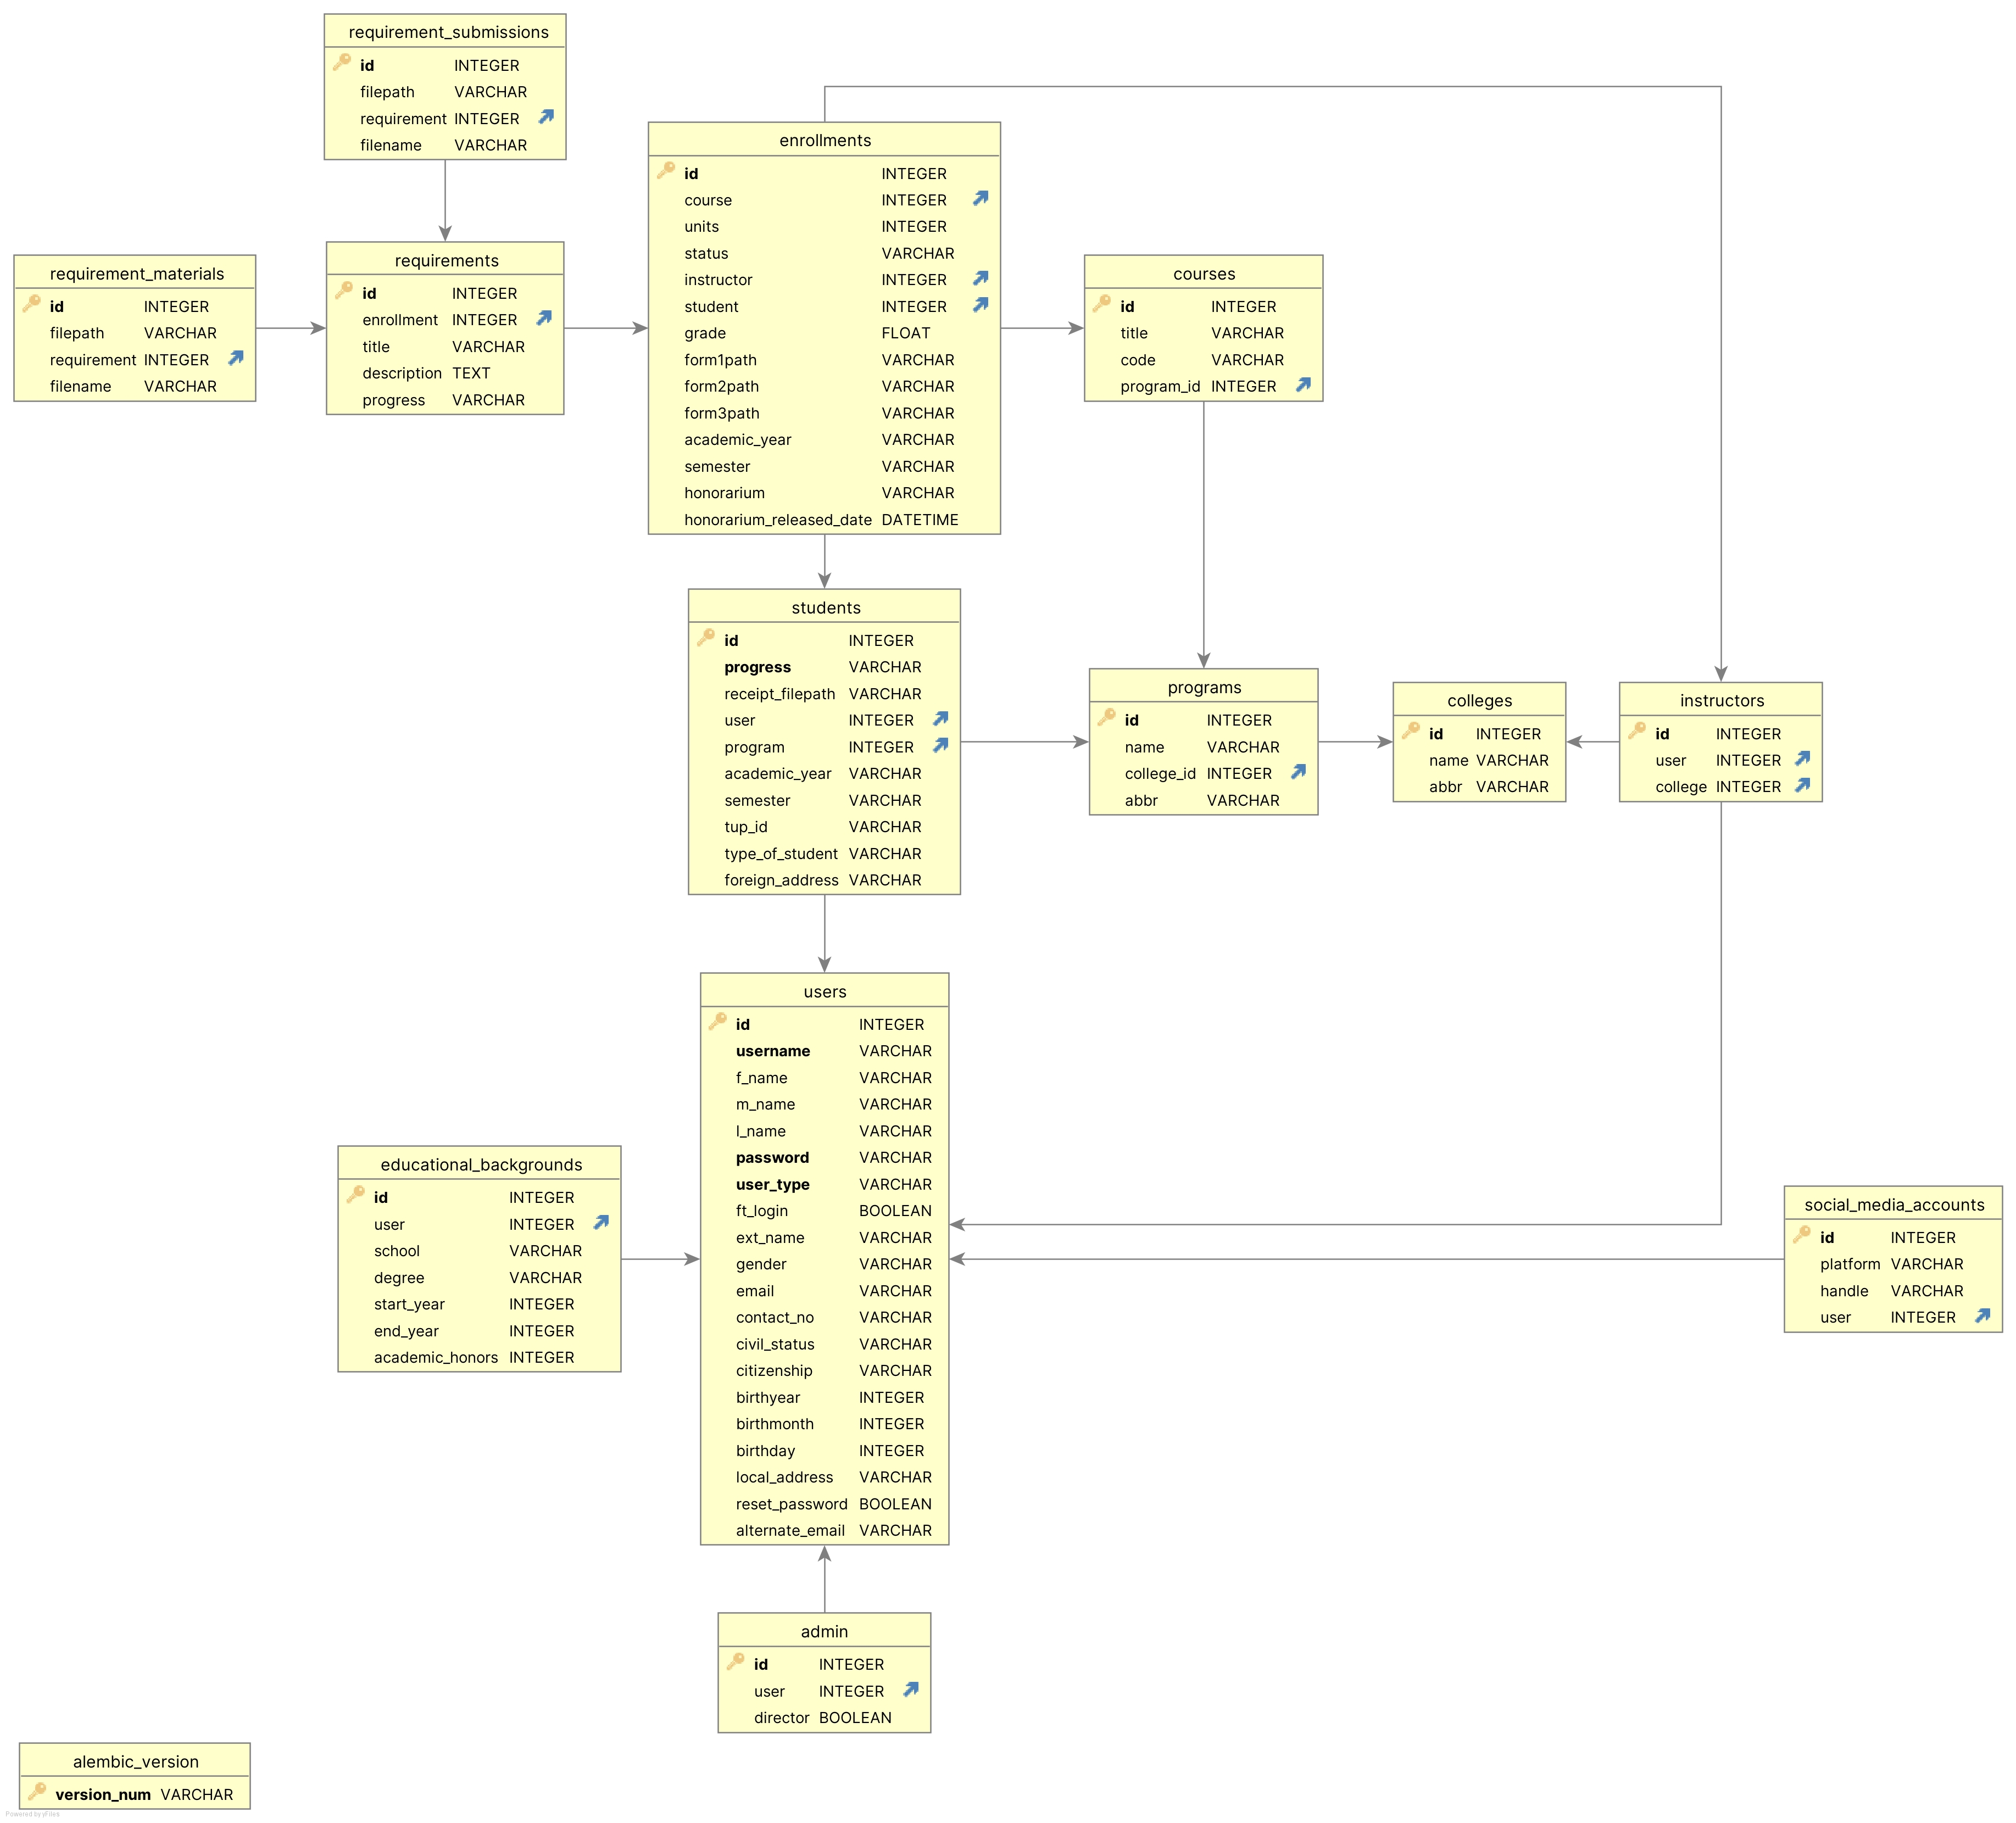 requirement_submissions
id INTEGER
filepath VARCHAR
requirement INTEGER
filename VARCHAR
enrollments
id INTEGER
course INTEGER
units INTEGER
status VARCHAR
instructor INTEGER
student INTEGER
grade FLOAT
form1path VARCHAR
form2path VARCHAR
form3path VARCHAR
academic_year VARCHAR
semester VARCHAR
honorarium VARCHAR
honorarium_released_date DATETIME
requirement_materials
id INTEGER
filepath VARCHAR
requirement INTEGER
filename VARCHAR
requirements
id INTEGER
enrollment INTEGER
title VARCHAR
description TEXT
progress VARCHAR
courses
id INTEGER
title VARCHAR
code VARCHAR
program_id INTEGER
students
id INTEGER
progress VARCHAR
receipt_filepath VARCHAR
user INTEGER
program INTEGER
academic_year VARCHAR
semester VARCHAR
tup_id VARCHAR
type_of_student VARCHAR
foreign_address VARCHAR
programs
id INTEGER
name VARCHAR
college_id INTEGER
abbr VARCHAR
colleges
id INTEGER
name VARCHAR
abbr VARCHAR
instructors
id INTEGER
user INTEGER
college INTEGER
users
id INTEGER
username VARCHAR
f_name VARCHAR
m_name VARCHAR
l_name VARCHAR
password VARCHAR
user_type VARCHAR
ft_login BOOLEAN
ext_name VARCHAR
gender VARCHAR
email VARCHAR
contact_no VARCHAR
civil_status VARCHAR
citizenship VARCHAR
birthyear INTEGER
birthmonth INTEGER
birthday INTEGER
local_address VARCHAR
reset_password BOOLEAN
alternate_email VARCHAR
educational_backgrounds
id INTEGER
user INTEGER
school VARCHAR
degree VARCHAR
start_year INTEGER
end_year INTEGER
academic_honors INTEGER
social_media_accounts
id INTEGER
platform VARCHAR
handle VARCHAR
user INTEGER
admin
id INTEGER
user INTEGER
director BOOLEAN
alembic_version
version_num VARCHAR
Powered by yFiles